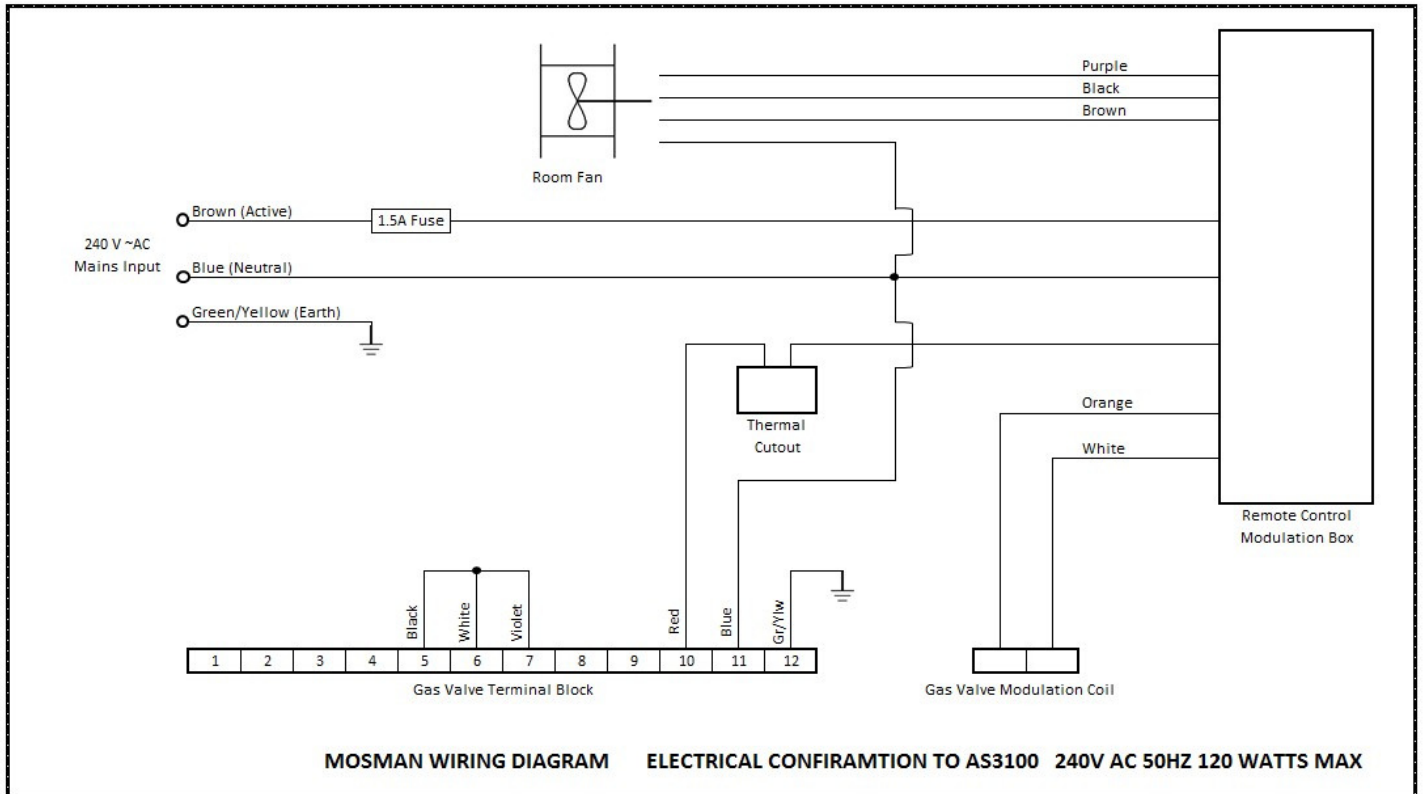 Purple
Black
Brown
Room Fan
Brown (Active)
1.5A Fuse
240 V ~AC
Mains Input
Blue (Neutral)
Green/Yellow (Earth)
Thermal
Cutout
Orange
White
Remote Control
Modulation Box
Black
White
Violet
Red
Blue
Gr/Ylw
1 2 3 4 5 6 7 8 9 10 11 12
Gas Valve Terminal Block
Gas Valve Modulation Coil
MOSMAN WIRING DIAGRAM ELECTRICAL CONFIRAMTION TO AS3100 240V AC 50HZ 120 WATTS MAX